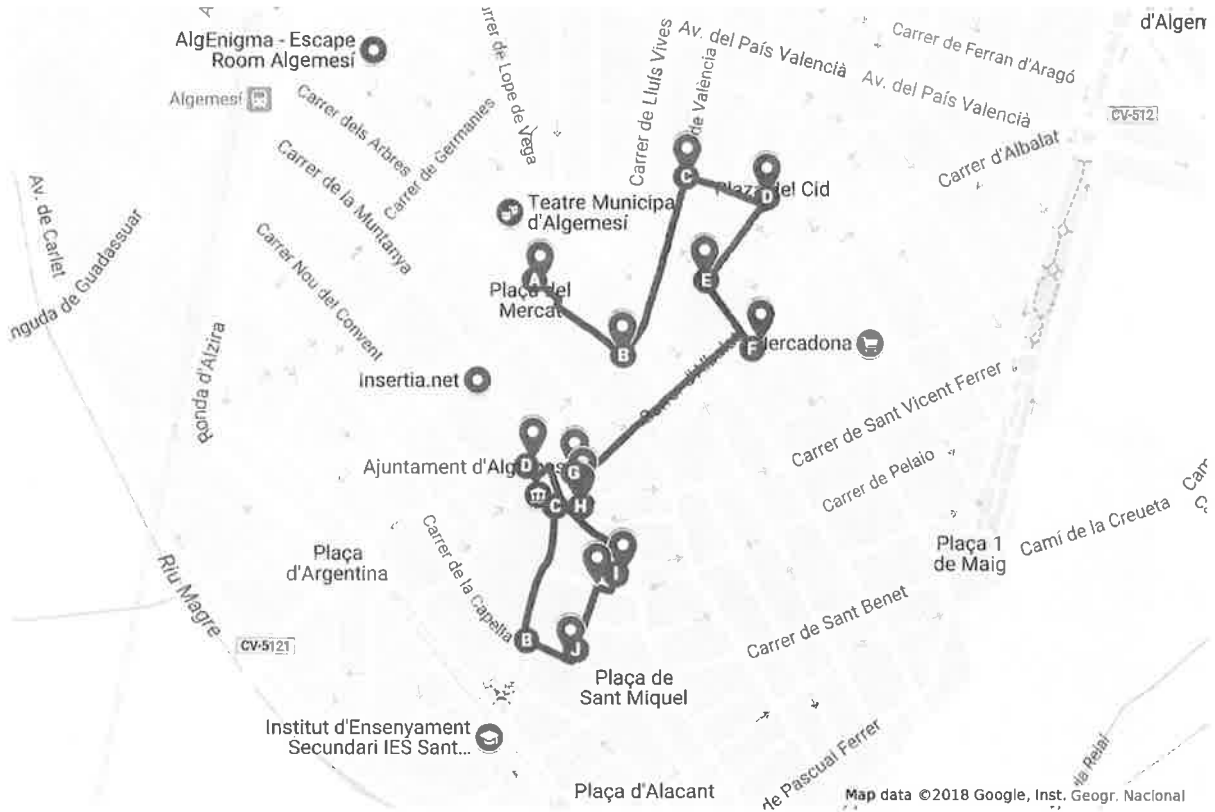 d'Algem
AlgEnigma - Escape
Room Algemesí
Algemesí
Carrer de Lope de Vega
Carrer de Lluís Vives
de València
Av. del País Valencià
Carrer de Ferran d'Aragó
Av. del País Valencià
CV-512
Carrer d'Albalat
Carrer dels Arbres
Carrer de Germanies
Carrer de la Muntanya
Av. de Carlet
nguda de Guadassuar
Carrer Nou del Convent
Ronda d'Alzira
Teatre Municipa
d'Algemesí
C
Plaza del Cid
D
A
Plaça del
Mercat
B
E
F
Mercadona
Insertia.net
Carrer de Sant Vicent Ferrer
Carrer de Pelaio
Ajuntament d'Alg
D
G
C
H
I
B
J
Camí de la Creueta
Plaça 1
de Maig
Plaça
d'Argentina
Carrer de la Capella
Riu Magre
CV-5121
Carrer de Sant Benet
Plaça de
Sant Miquel
Institut d'Ensenyament
Secundari IES Sant...
Plaça d'Alacant
de Pascual Ferrer
Map data ©2018 Google, Inst. Geogr. Nacional